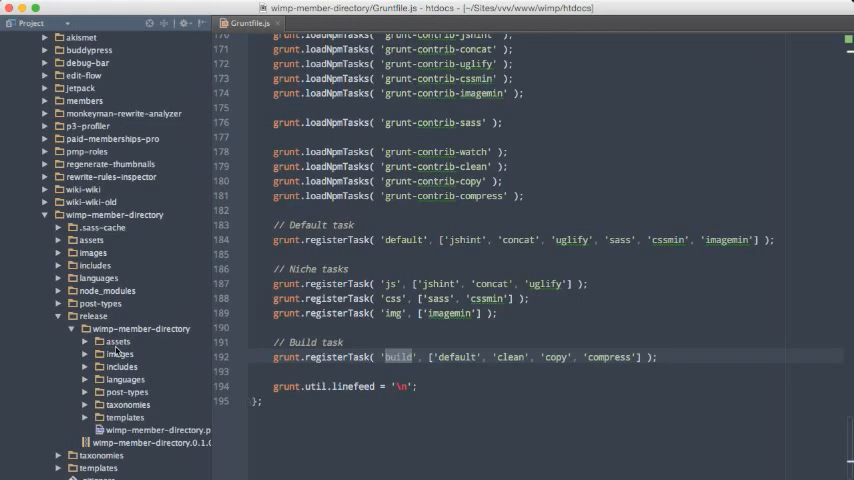 wimp-member-directory/Gruntfile.js - htdocs - [~/Sites/vvv/www/wimp/htdocs]
Project
Gruntfile.js
akismet
buddypress
debug-bar
edit-flow
jetpack
members
monkeyman-rewrite-analyzer
p3-profiler
paid-memberships-pro
pmp-roles
regenerate-thumbnails
rewrite-rules-inspector
wiki-wiki
wiki-wiki-old
wimp-member-directory
.sass-cache
assets
images
includes
languages
node_modules
post-types
release
wimp-member-directory
assets
images
includes
languages
post-types
taxonomies
templates
wimp-member-directory.p
wimp-member-directory.0.1.0
taxonomies
templates
170 grunt.loadNpmTasks( 'grunt-contrib-jshint' );
171 grunt.loadNpmTasks( 'grunt-contrib-concat' );
172 grunt.loadNpmTasks( 'grunt-contrib-uglify' );
173 grunt.loadNpmTasks( 'grunt-contrib-cssmin' );
174 grunt.loadNpmTasks( 'grunt-contrib-imagemin' );
175
176 grunt.loadNpmTasks( 'grunt-contrib-sass' );
177
178 grunt.loadNpmTasks( 'grunt-contrib-watch' );
179 grunt.loadNpmTasks( 'grunt-contrib-clean' );
180 grunt.loadNpmTasks( 'grunt-contrib-copy' );
181 grunt.loadNpmTasks( 'grunt-contrib-compress' );
182
183 // Default task
184 grunt.registerTask( 'default', ['jshint', 'concat', 'uglify', 'sass', 'cssmin', 'imagemin'] );
185
186 // Niche tasks
187 grunt.registerTask( 'js', ['jshint', 'concat', 'uglify'] );
188 grunt.registerTask( 'css', ['sass', 'cssmin'] );
189 grunt.registerTask( 'img', ['imagemin'] );
190
191 // Build task
192 grunt.registerTask( 'build', ['default', 'clean', 'copy', 'compress'] );
193
194 grunt.util.linefeed = '\n';
195 };